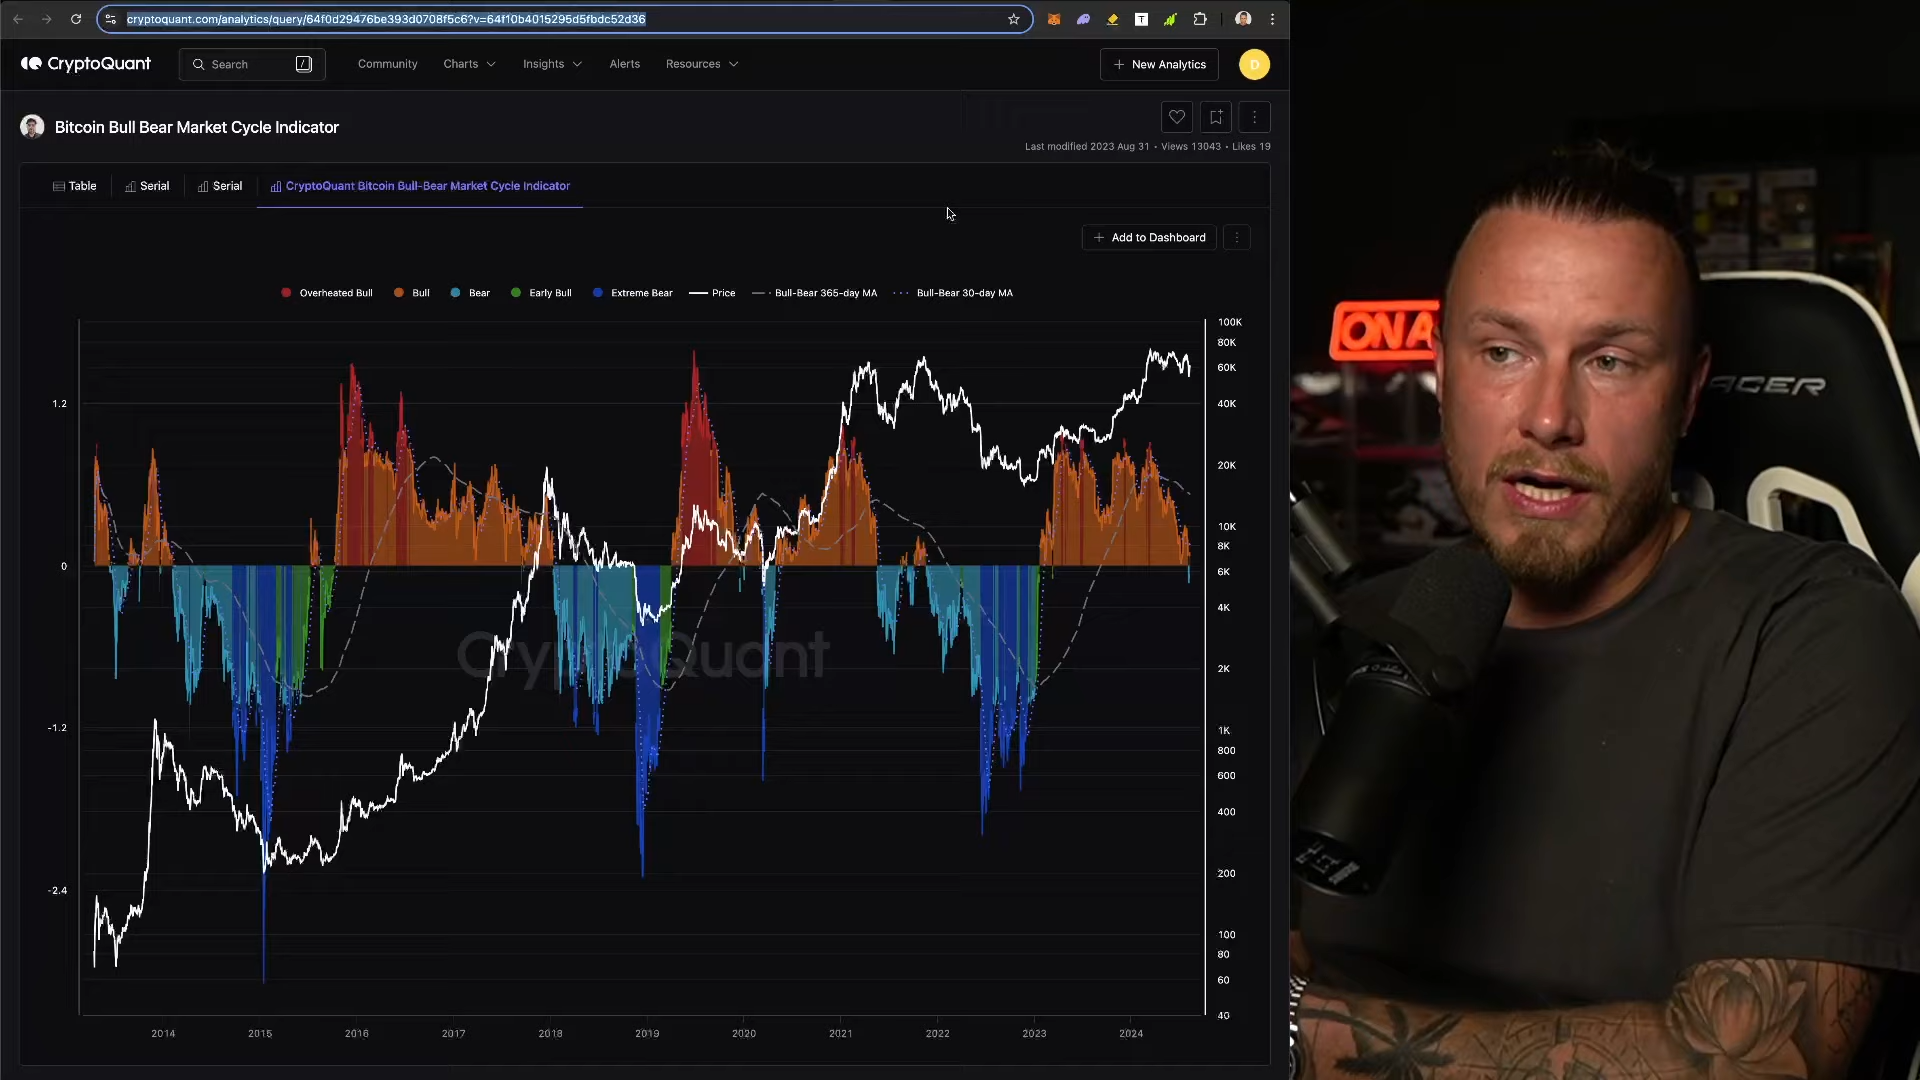 cryptoquant.com/analytics/query/64f0d29476be393d0708f5c6?v=64f10b4015295d5fbdc52d36
T
CryptoQuant
Search
/
Community
Charts
Insights
Alerts
Resources
+ New Analytics
D
Bitcoin Bull Bear Market Cycle Indicator
Last modified 2023 Aug 31 • Views 13043 • Likes 19
Table
Serial
Serial
CryptoQuant Bitcoin Bull-Bear Market Cycle Indicator
+ Add to Dashboard
Overheated Bull
Bull
Bear
Early Bull
Extreme Bear
Price
Bull-Bear 365-day MA
Bull-Bear 30-day MA
1.2
0
-1.2
-2.4
100K
80K
60K
40K
20K
10K
8K
6K
4K
2K
1K
800
600
400
200
100
80
60
40
CryptoQuant
2014
2015
2016
2017
2018
2019
2020
2021
2022
2023
2024
ON A